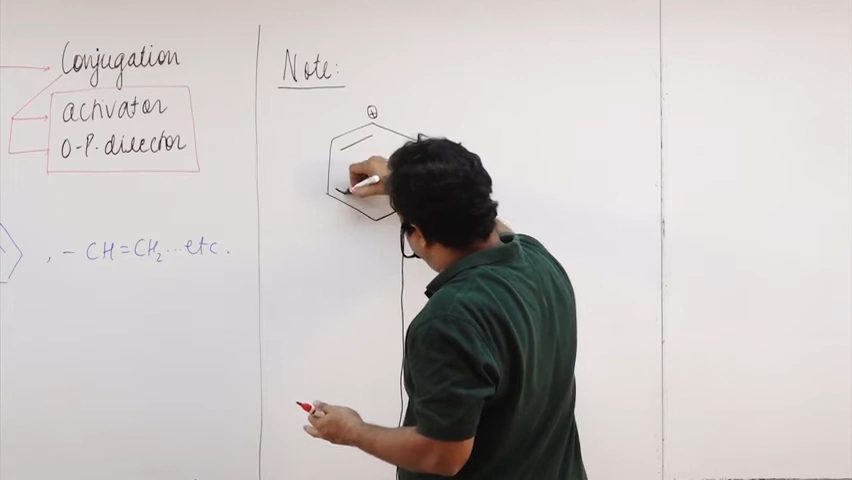 Conjugation
activator
O-P. director
, - CH=CH₂...etc.
Note:
⊕